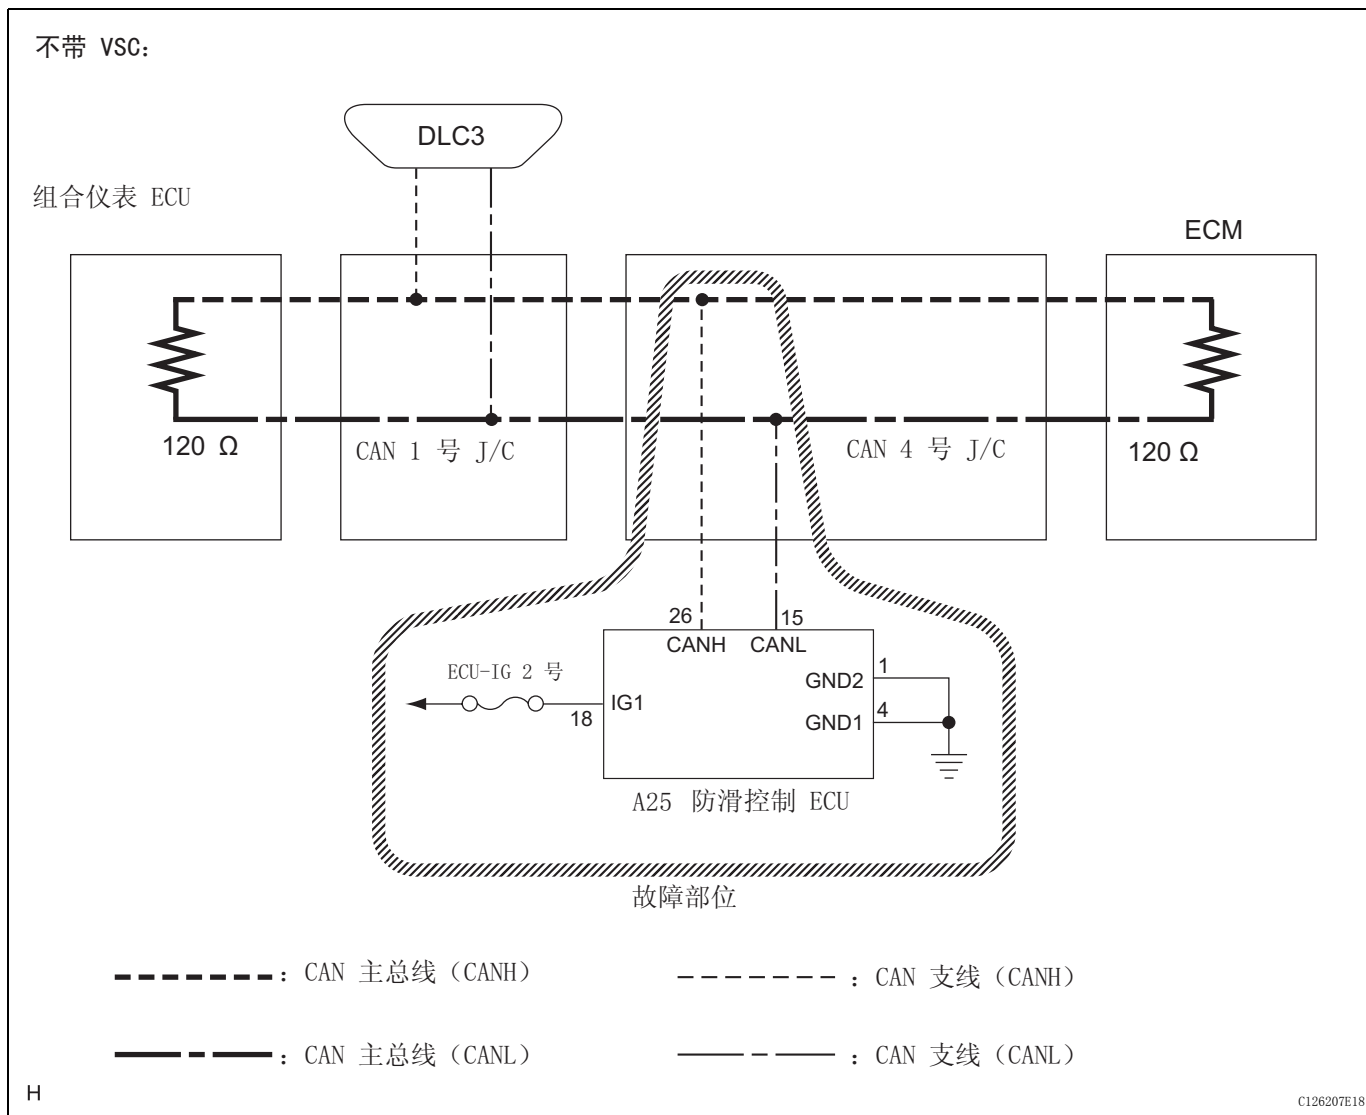 不带 VSC:
DLC3
组合仪表 ECU
ECM
120 Ω
CAN 1 号 J/C
CAN 4 号 J/C
120 Ω
26
15
CANH
CANL
ECU-IG 2 号
18
IG1
GND2
1
GND1
4
A25 防滑控制 ECU
故障部位
: CAN 主总线（CANH）
: CAN 支线（CANH）
: CAN 主总线（CANL）
: CAN 支线（CANL）
H
C126207E18